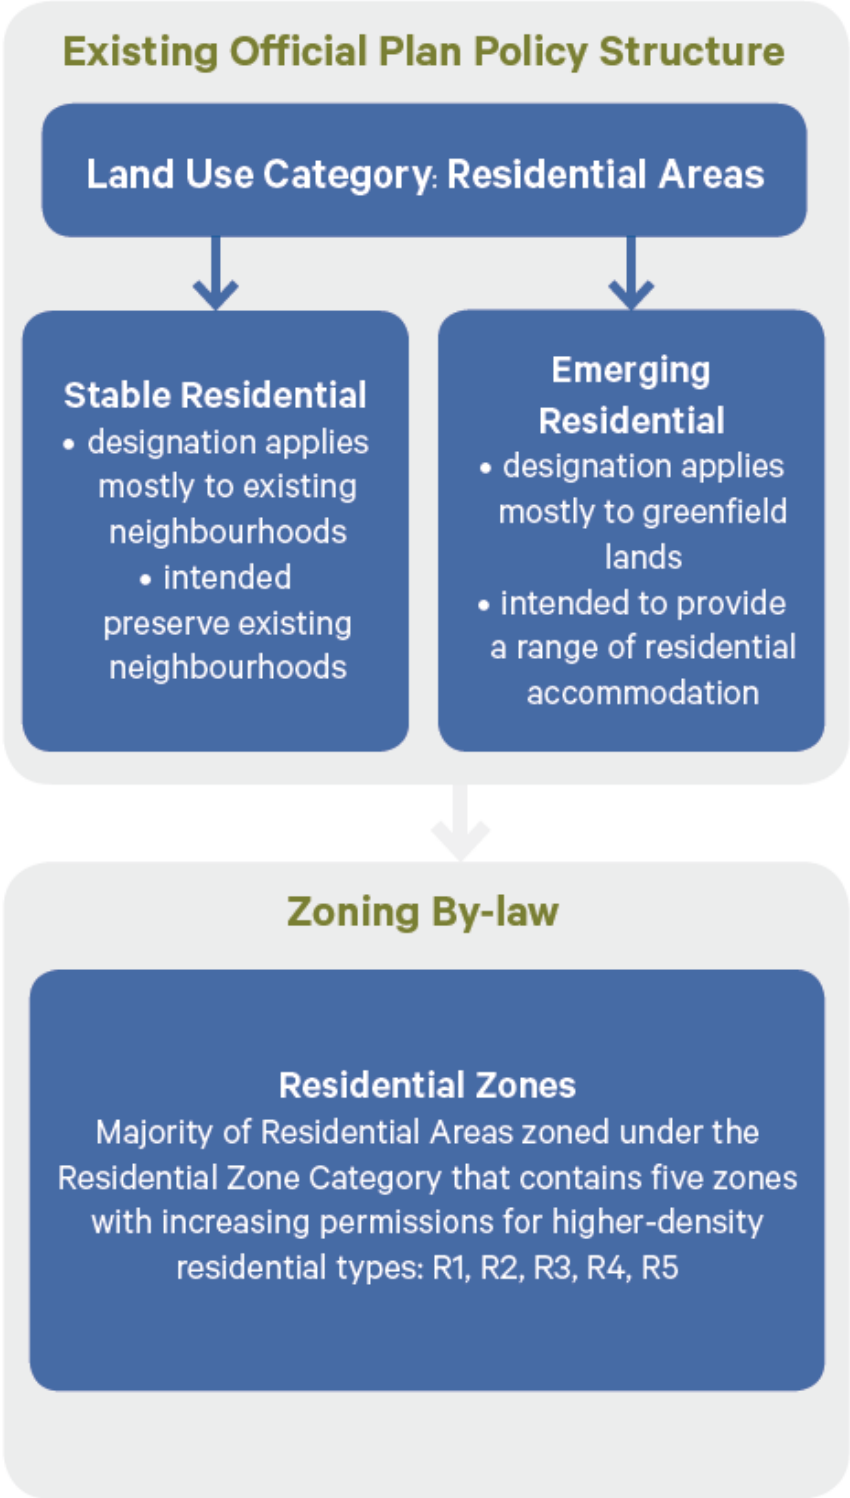 Existing Official Plan Policy Structure
Land Use Category: Residential Areas
Stable Residential
• designation applies
mostly to existing
neighbourhoods
• intended
preserve existing
neighbourhoods
Emerging
Residential
• designation applies
mostly to greenfield
lands
• intended to provide
a range of residential
accommodation
Zoning By-law
Residential Zones
Majority of Residential Areas zoned under the
Residential Zone Category that contains five zones
with increasing permissions for higher-density
residential types: R1, R2, R3, R4, R5